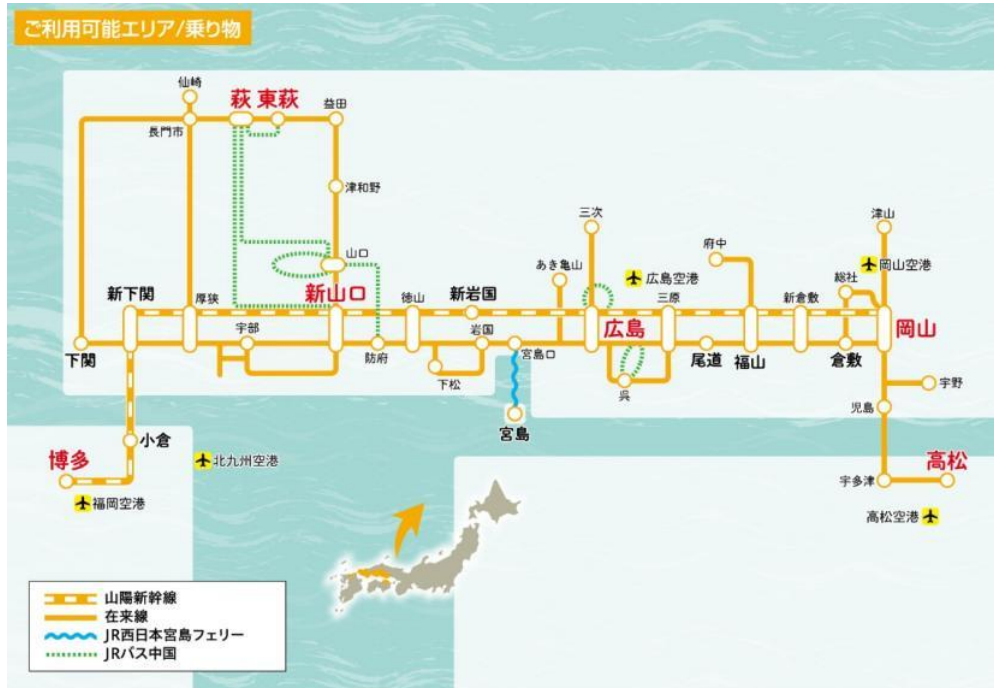 ご利用可能エリア/乗り物
仙崎
長門市
萩
東萩
益田
津和野
山口
三次
あき亀山
広島空港
府中
津山
岡山空港
総社
新下関
厚狭
新山口
徳山
新岩国
広島
三原
新倉敷
岡山
下関
宇部
防府
下松
岩国
宮島口
呉
尾道
福山
倉敷
宇野
児島
宮島
小倉
博多
北九州空港
福岡空港
宇多津
高松
高松空港
山陽新幹線
在来線
JR西日本宮島フェリー
JRバス中国